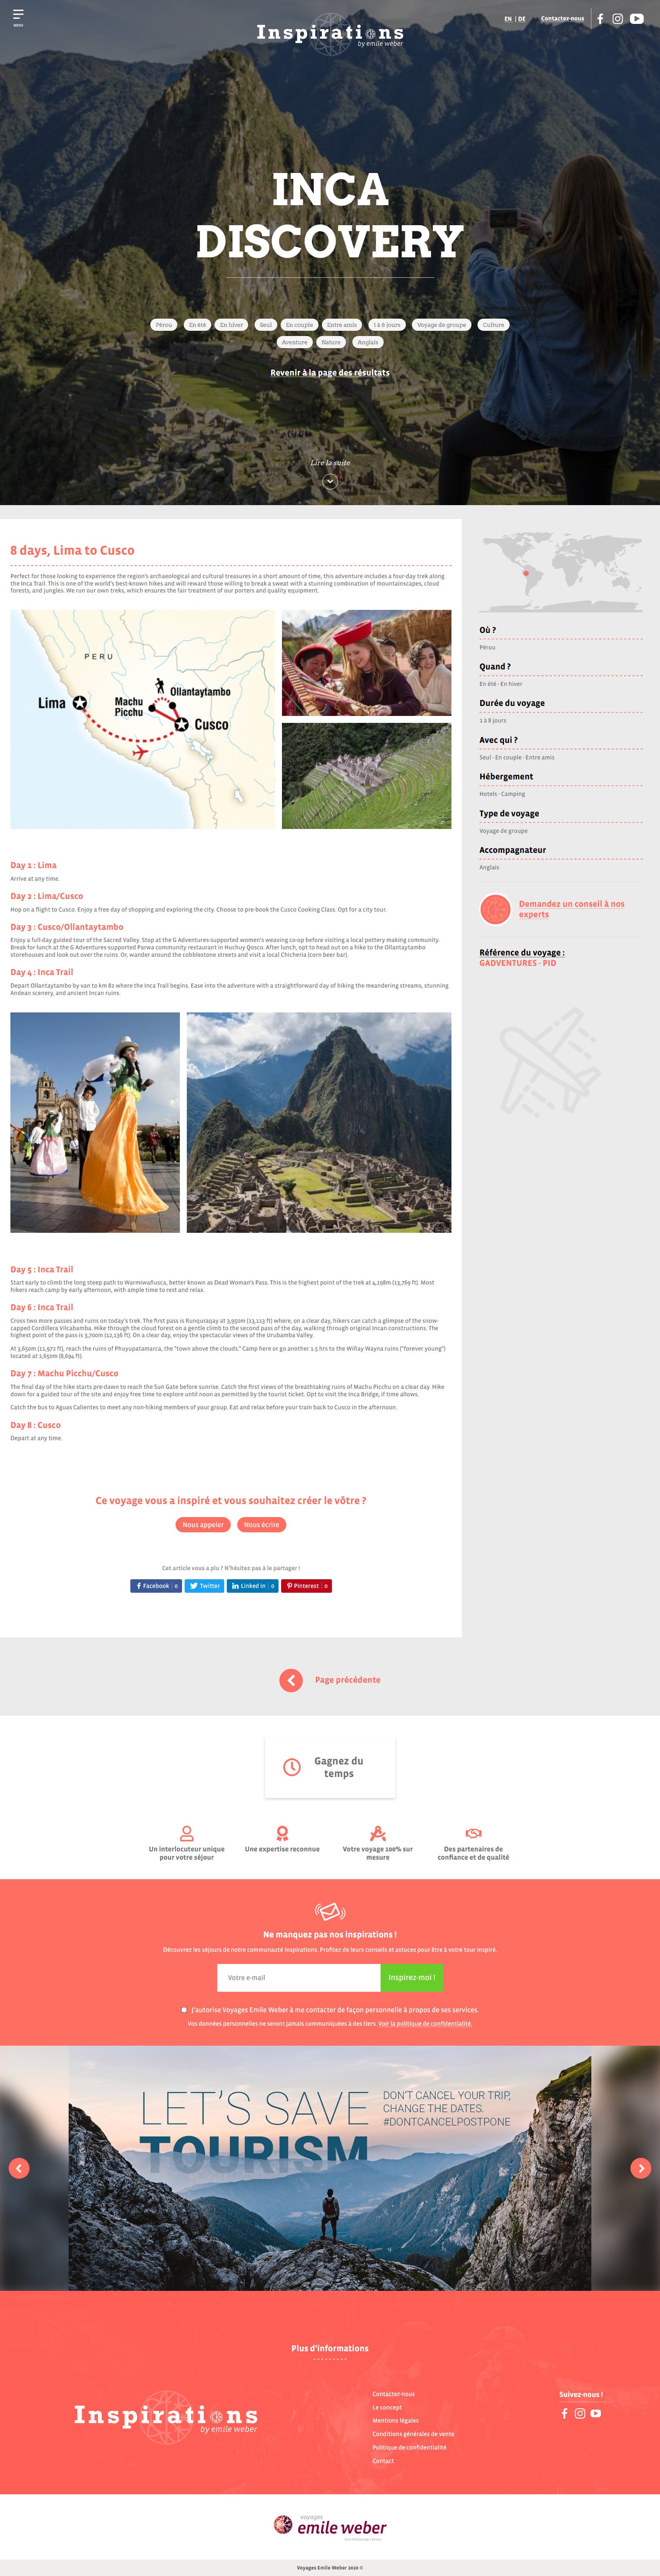 MENU
Inspirations
by emile weber
EN | DE
Contactez-nous
INCA
DISCOVERY
Pérou
En été
En hiver
Seul
En couple
Entre amis
1 à 8 jours
Voyage de groupe
Culture
Aventure
Nature
Anglais
Revenir à la page des résultats
Lire la suite
8 days, Lima to Cusco
Perfect for those looking to experience the region's archaeological and cultural treasures in a short amount of time, this adventure includes a four-day trek along
the Inca Trail. This is one of the world's best-known hikes and will reward those willing to break a sweat with a stunning combination of mountainscapes, cloud
forests, and jungles. We run our own treks, which ensures the fair treatment of our porters and quality equipment.
PERU
Lima
Machu
Picchu
Ollantaytambo
Cusco
Day 1 : Lima
Arrive at any time.
Day 2 : Lima/Cusco
Hop on a flight to Cusco. Enjoy a free day of shopping and exploring the city. Choose to pre-book the Cusco Cooking Class. Opt for a city tour.
Day 3 : Cusco/Ollantaytambo
Enjoy a full-day guided tour of the Sacred Valley. Stop at the G Adventures-supported women's weaving co-op before visiting a local pottery making community.
Break for lunch at the G Adventures-supported Parwa community restaurant in Huchuy Qosco. After lunch, opt to head out on a hike to the Ollantaytambo
storehouses and look out over the ruins. Or, wander around the cobblestone streets and visit a local Chicheria (corn beer bar).
Day 4 : Inca Trail
Depart Ollantaytambo by van to km 82 where the Inca Trail begins. Ease into the adventure with a straightforward day of hiking the meandering streams, stunning
Andean scenery, and ancient Incan ruins.
Day 5 : Inca Trail
Start early to climb the long steep path to Warmiwañusca, better known as Dead Woman's Pass. This is the highest point of the trek at 4,198m (13,769 ft). Most
hikers reach camp by early afternoon, with ample time to rest and relax.
Day 6 : Inca Trail
Cross two more passes and ruins on today's trek. The first pass is Runquraqay at 3,950m (13,113 ft) where, on a clear day, hikers can catch a glimpse of the snow-
capped Cordillera Vilcabamba. Hike through the cloud forest on a gentle climb to the second pass of the day, walking through original Incan constructions. The
highest point of the pass is 3,700m (12,136 ft). On a clear day, enjoy the spectacular views of the Urubamba Valley.
At 3,650m (11,972 ft), reach the ruins of Phuyupatamarca, the "town above the clouds." Camp here or go another 1.5 hrs to the Wiñay Wayna ruins ("forever young")
located at 2,650m (8,694 ft).
Day 7 : Machu Picchu/Cusco
The final day of the hike starts pre-dawn to reach the Sun Gate before sunrise. Catch the first views of the breathtaking ruins of Machu Picchu on a clear day. Hike
down for a guided tour of the site and enjoy free time to explore until noon as permitted by the tourist ticket. Opt to visit the Inca Bridge, if time allows.
Catch the bus to Aguas Calientes to meet any non-hiking members of your group. Eat and relax before your train back to Cusco in the afternoon.
Day 8 : Cusco
Depart at any time.
Ce voyage vous a inspiré et vous souhaitez créer le vôtre ?
Nous appeler
Nous écrire
Cet article vous a plu ? N'hésitez pas à le partager !
Facebook 0
Twitter
Linked in 0
Pinterest 0
Où ?
Pérou
Quand ?
En été - En hiver
Durée du voyage
1 à 8 jours
Avec qui ?
Seul - En couple - Entre amis
Hébergement
Hotels - Camping
Type de voyage
Voyage de groupe
Accompagnateur
Anglais
Demandez un conseil à nos
experts
Référence du voyage :
GADVENTURES - PID
Page précédente
Gagnez du
temps
Un interlocuteur unique
pour votre séjour
Une expertise reconnue
Votre voyage 100% sur
mesure
Des partenaires de
confiance et de qualité
Ne manquez pas nos inspirations !
Découvrez les séjours de notre communauté Inspirations. Profitez de leurs conseils et astuces pour être à votre tour inspiré.
Votre e-mail
Inspirez-moi !
J'autorise Voyages Emile Weber à me contacter de façon personnelle à propos de ses services.
Vos données personnelles ne seront jamais communiquées à des tiers. Voir la politique de confidentialité.
LET'S SAVE
TOURISM
DON'T CANCEL YOUR TRIP,
CHANGE THE DATES.
#DONTCANCELPOSTPONE
Plus d'informations
Inspirations
by emile weber
Contacter-nous
Le concept
Mentions légales
Conditions générales de vente
Politique de confidentialité
Contact
Suivez-nous !
voyages
emile weber
Voyages Emile Weber 2020 ©